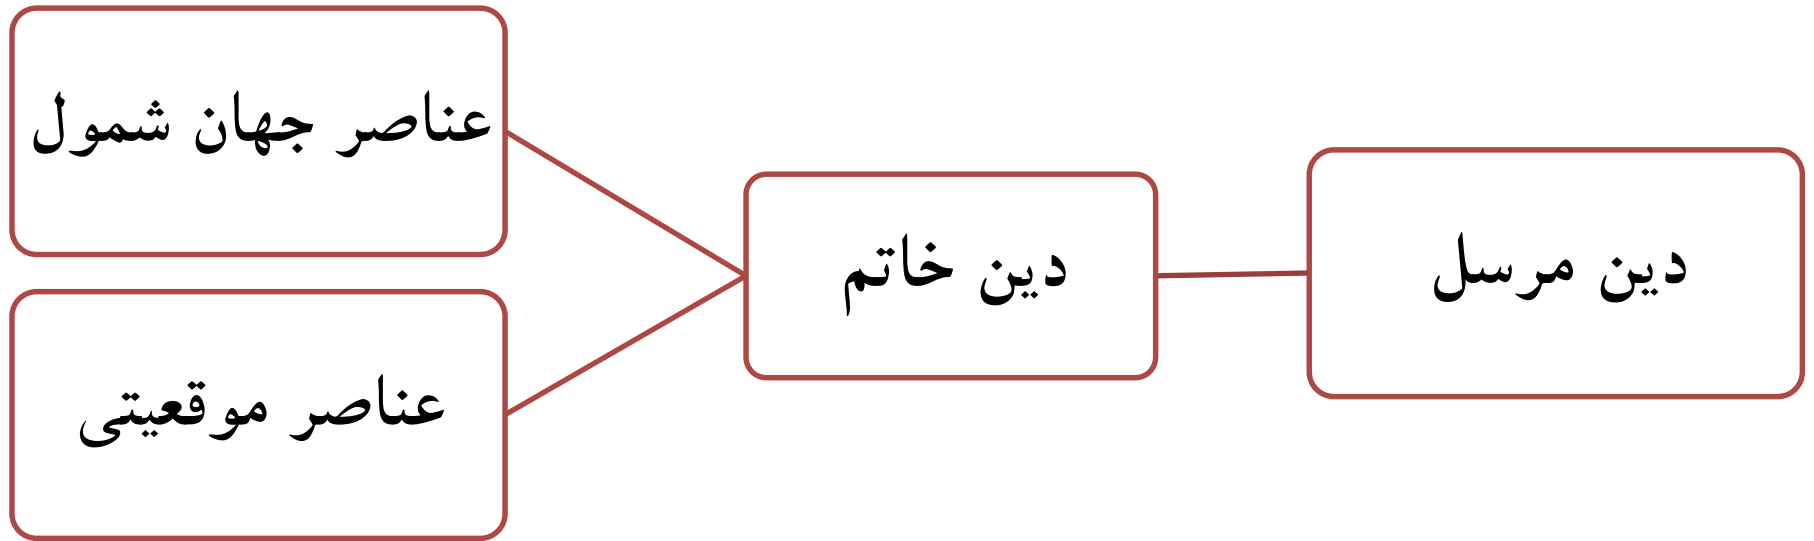 دین مرسل
دین خاتم
عناصر جهان شمول
عناصر موقعیتی